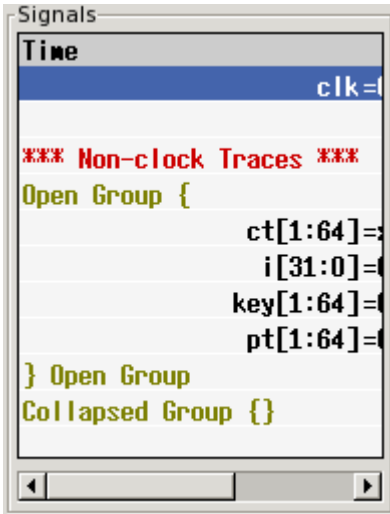 Signals
Time
clk=
*** Non-clock Traces ***
Open Group {
ct[1:64]=
i[31:0]=
key[1:64]=
pt[1:64]=
} Open Group
Collapsed Group {}